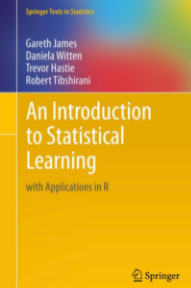 Springer Texts in Statistics
Gareth James
Daniela Witten
Trevor Hastie
Robert Tibshirani
An Introduction
to Statistical
Learning
with Applications in R
Springer